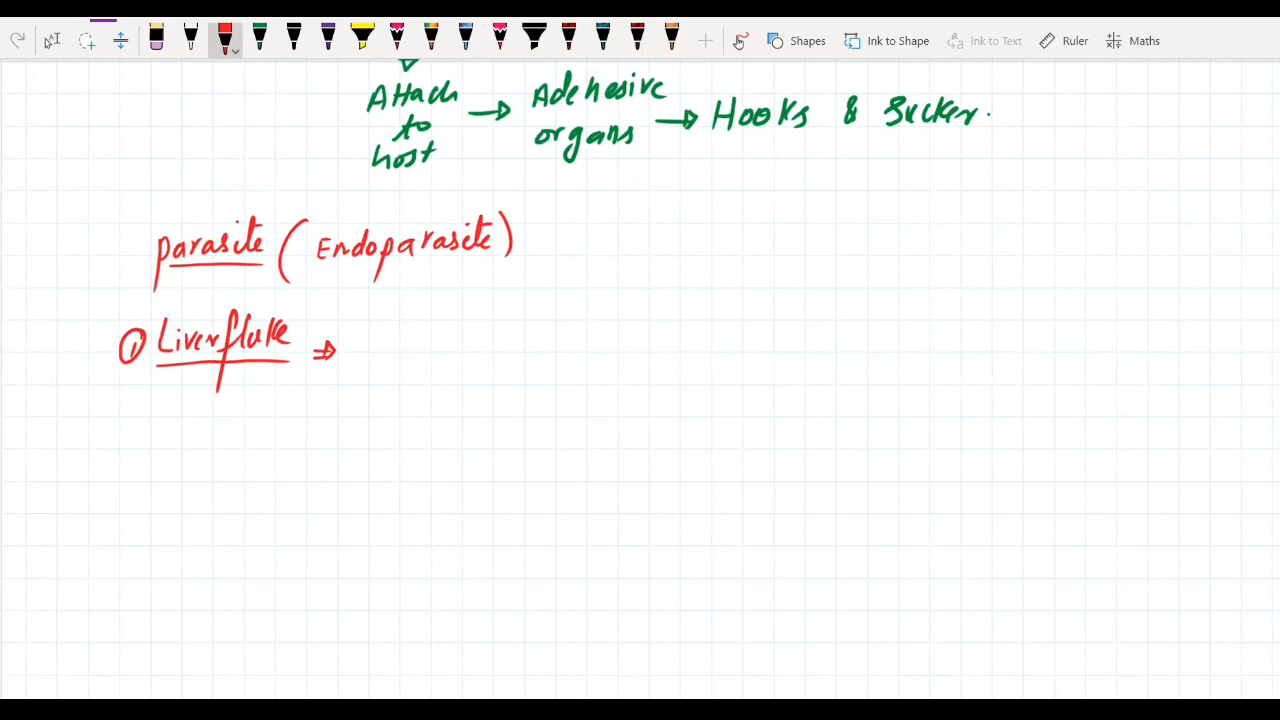 Shapes Ink to Shape Ink to Text Ruler Maths
Attach to host → Adehesive organs → Hooks & Sucker.
parasite (Endoparasite)
① Liverfluke ⇒